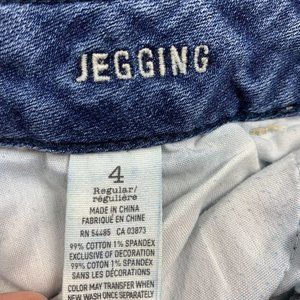 JEGGING
4
Regular/
régulière
MADE IN CHINA
FABRIQUÉ EN CHINE
RN 54485 CA 03873
99% COTTON 1% SPANDEX
EXCLUSIVE OF DECORATION
99% COTTON 1% SPANDEX
SANS LES DÉCORATIONS
COLOR MAY TRANSFER WHEN
NEW WASH ONCE SEPARATELY